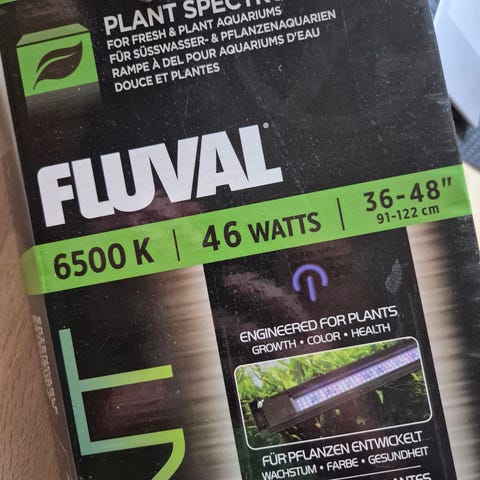 PLANT SPECTR
FOR FRESH & PLANT AQUARIUMS
FÜR SÜSSWASSER- & PFLANZENAQUARIEN
RAMPE À DEL POUR AQUARIUMS D'EAU
DOUCE ET PLANTES
FLUVAL®
6500 K | 46 WATTS | 36-48"
91-122 cm
ENGINEERED FOR PLANTS
GROWTH • COLOR • HEALTH
FÜR PFLANZEN ENTWICKELT
WACHSTUM • FARBE • GESUNDHEIT